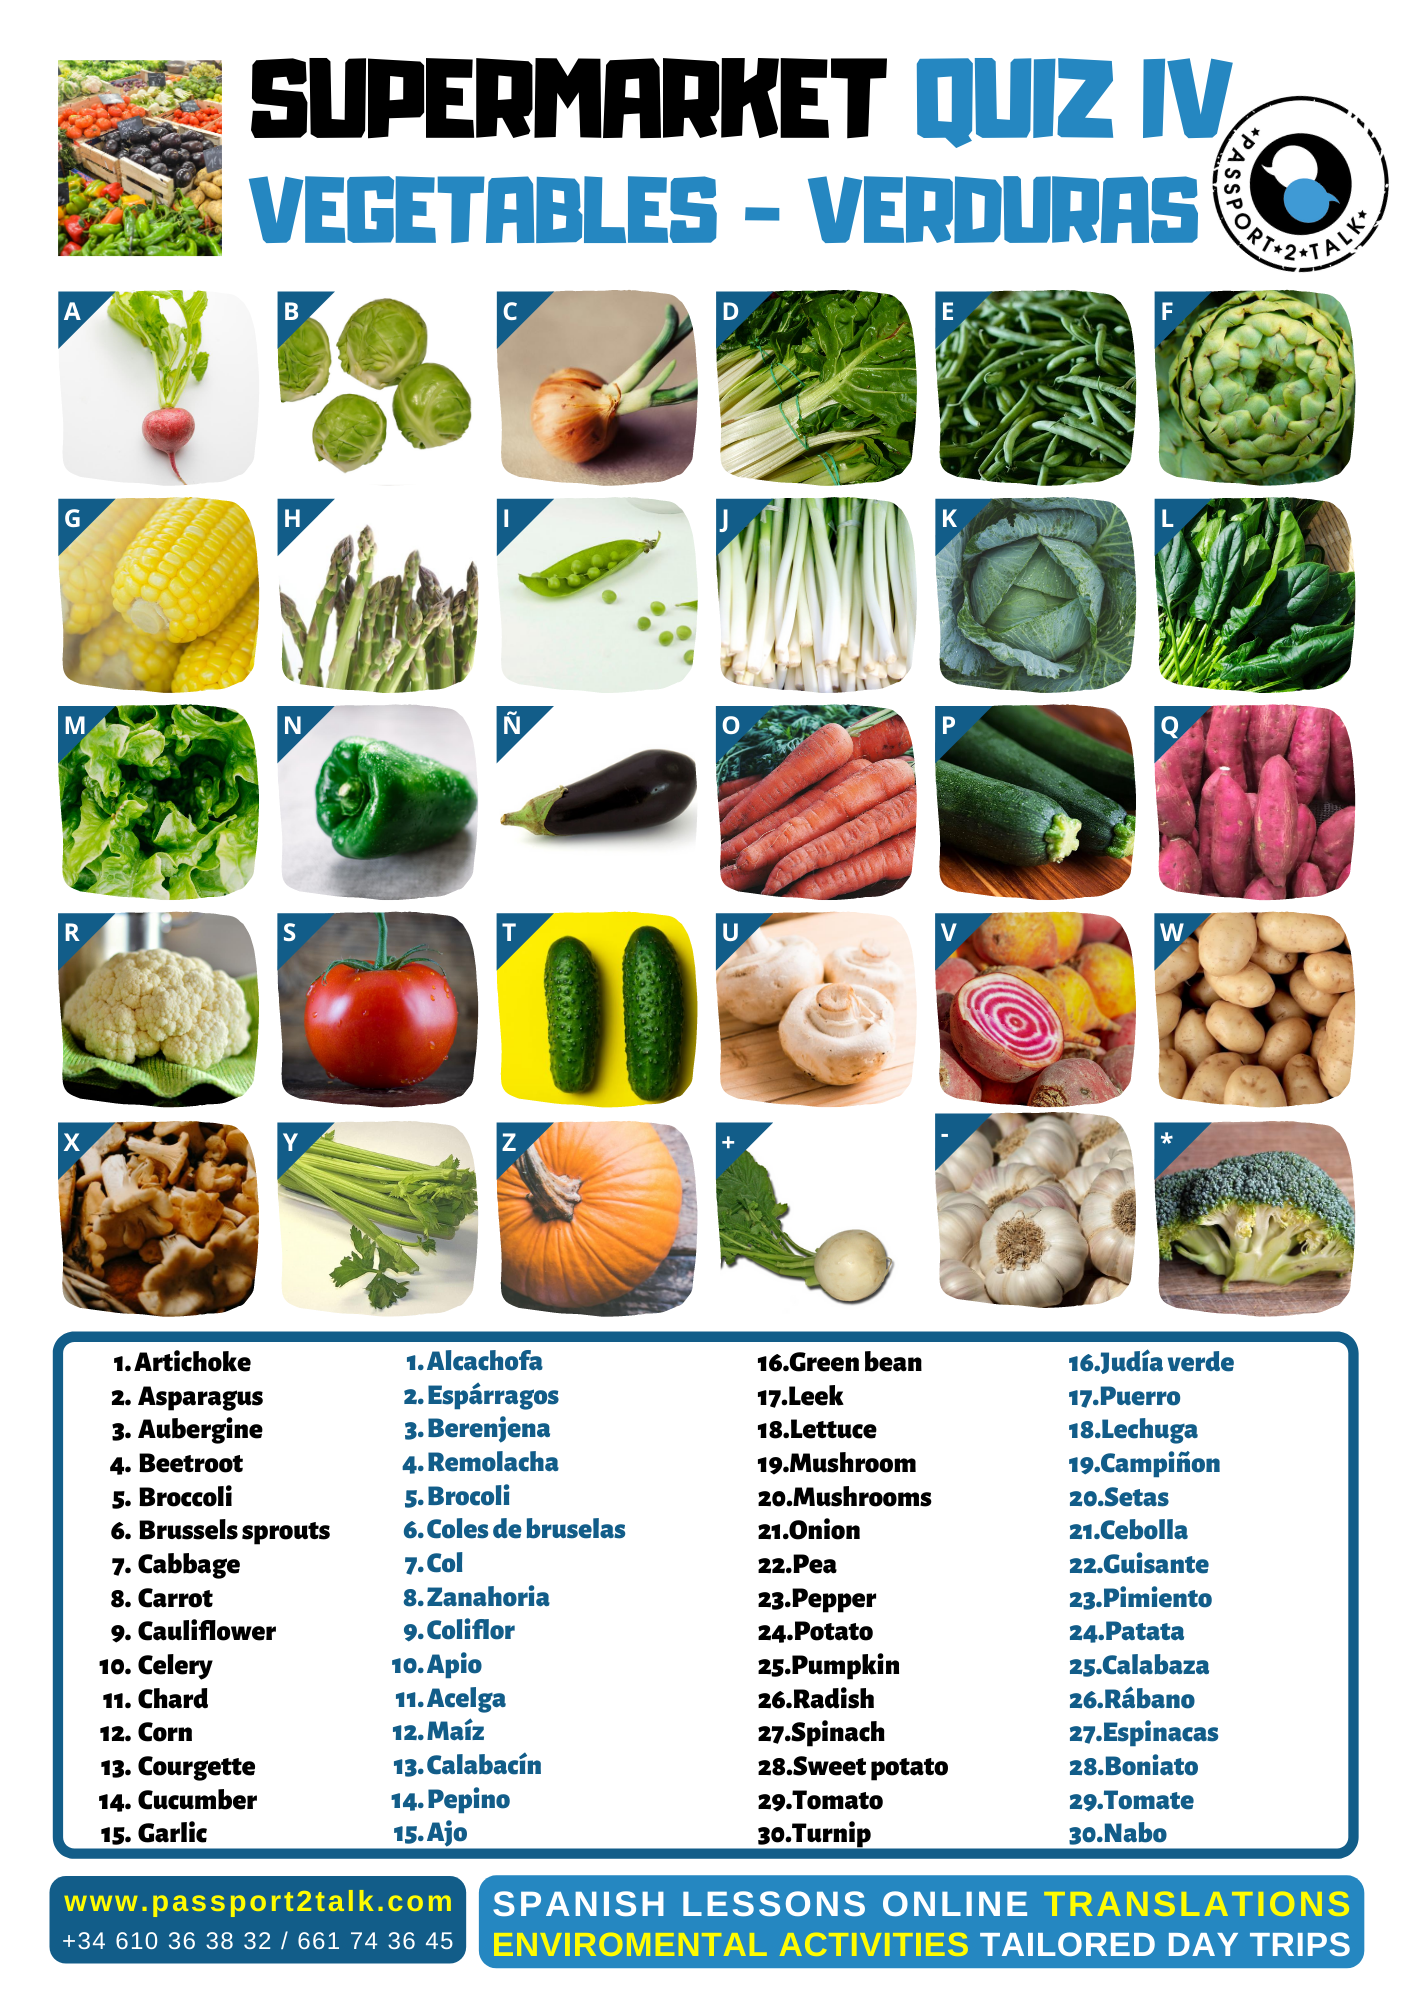 SUPERMARKET QUIZ IV
VEGETABLES - VERDURAS
★PASSPORT★2★TALK★
A
B
C
D
E
F
G
H
I
J
K
L
M
N
Ñ
O
P
Q
R
S
T
U
V
W
X
Y
Z
+
-
*
1. Artichoke
2. Asparagus
3. Aubergine
4. Beetroot
5. Broccoli
6. Brussels sprouts
7. Cabbage
8. Carrot
9. Cauliflower
10. Celery
11. Chard
12. Corn
13. Courgette
14. Cucumber
15. Garlic
1. Alcachofa
2. Espárragos
3. Berenjena
4. Remolacha
5. Brocoli
6. Coles de bruselas
7. Col
8. Zanahoria
9. Coliflor
10. Apio
11. Acelga
12. Maíz
13. Calabacín
14. Pepino
15. Ajo
16.Green bean
17.Leek
18.Lettuce
19.Mushroom
20.Mushrooms
21.Onion
22.Pea
23.Pepper
24.Potato
25.Pumpkin
26.Radish
27.Spinach
28.Sweet potato
29.Tomato
30.Turnip
16.Judía verde
17.Puerro
18.Lechuga
19.Campiñon
20.Setas
21.Cebolla
22.Guisante
23.Pimiento
24.Patata
25.Calabaza
26.Rábano
27.Espinacas
28.Boniato
29.Tomate
30.Nabo
www.passport2talk.com
+34 610 36 38 32 / 661 74 36 45
SPANISH LESSONS ONLINE TRANSLATIONS
ENVIROMENTAL ACTIVITIES TAILORED DAY TRIPS